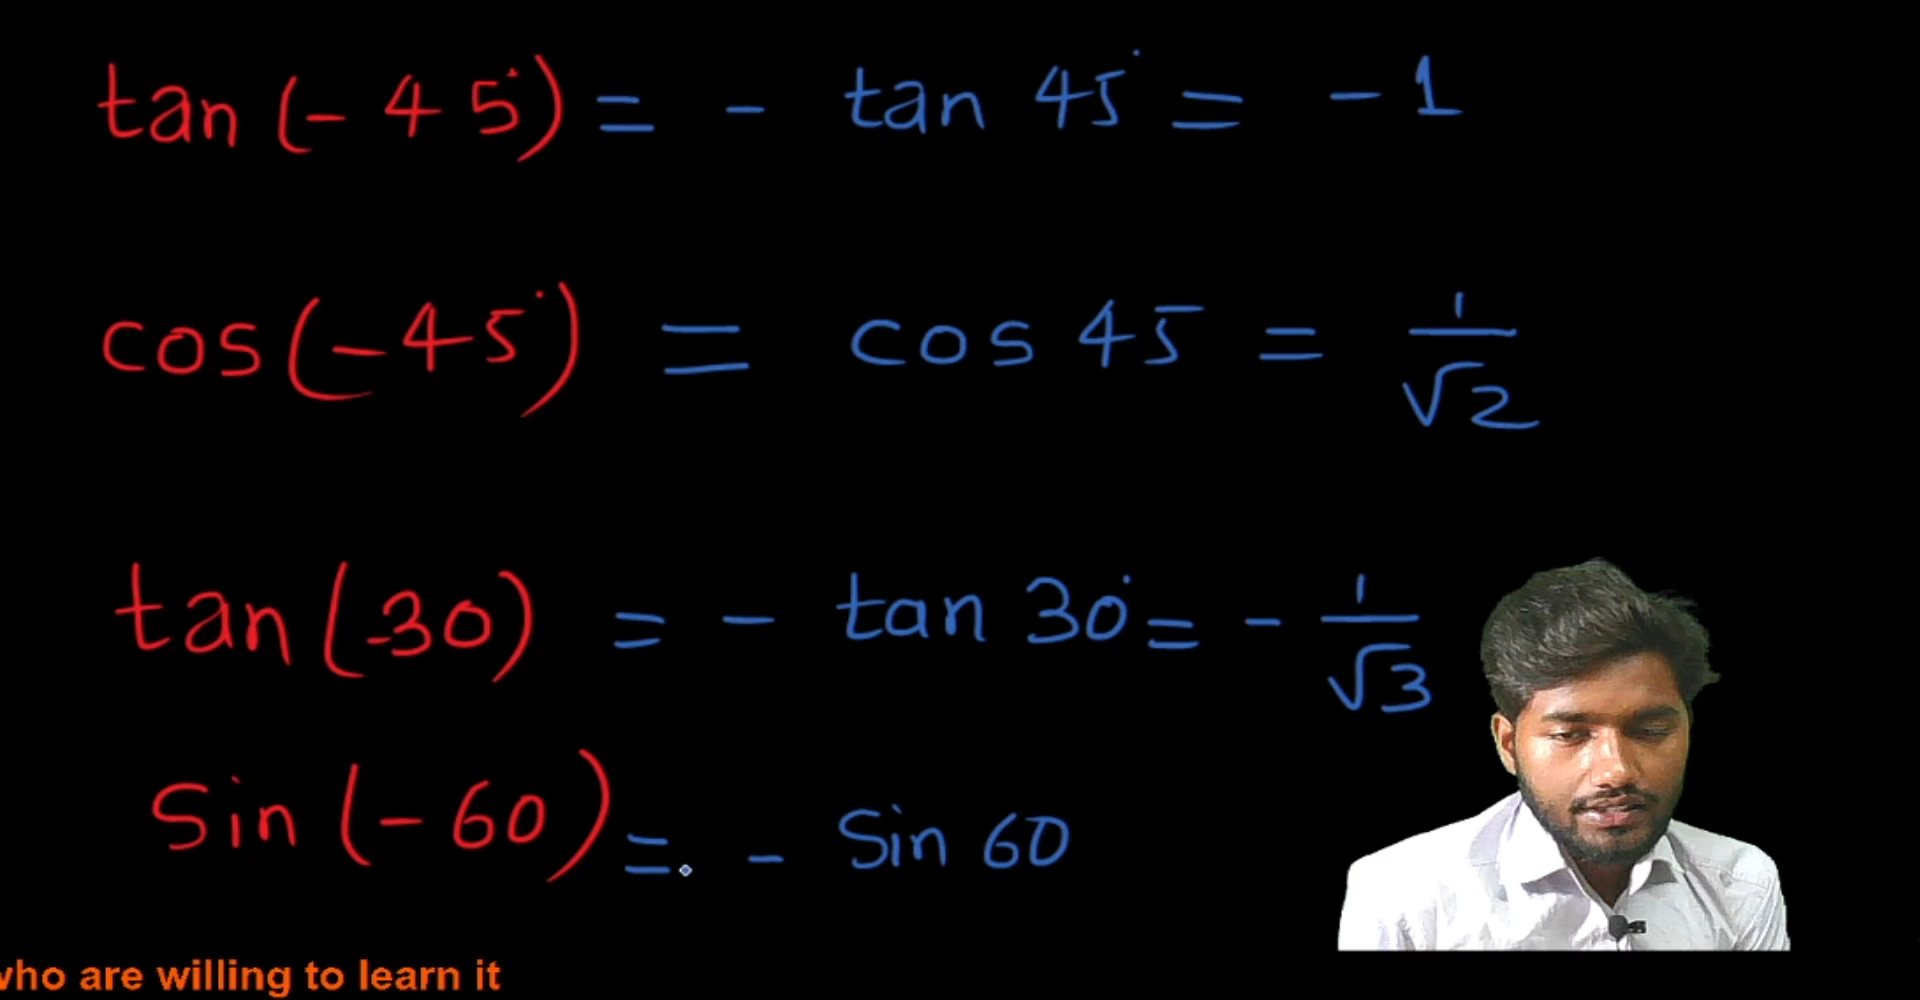 tan (- 45°) = - tan 45° = - 1
cos (- 45°) = cos 45 = 1/√2
tan (-30) = - tan 30° = - 1/√3
Sin (- 60) = - Sin 60
who are willing to learn it